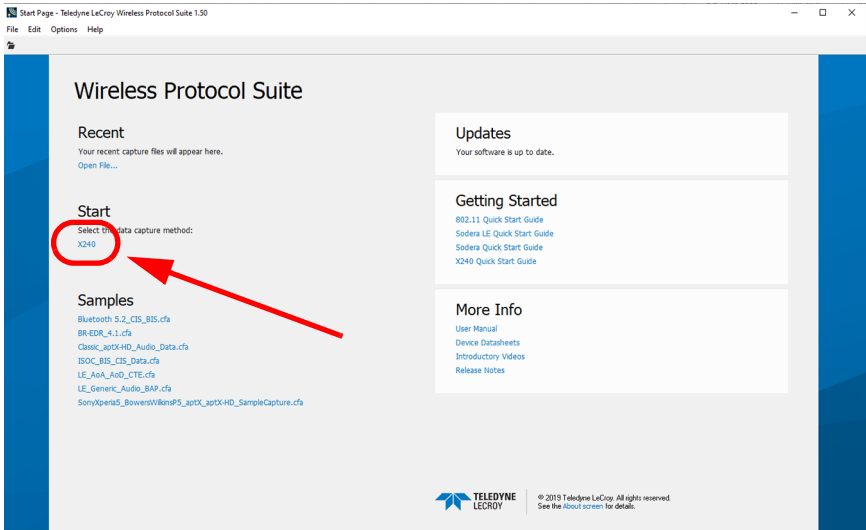 Start Page - Teledyne LeCroy Wireless Protocol Suite 1.50
File Edit Options Help
Wireless Protocol Suite
Recent
Your recent capture files will appear here.
Open File...
Start
Select the data capture method:
X240
Samples
Bluetooth 5.2_CIS_BIS.cfa
BR-EDR_4.1.cfa
Classic_aptX-HD_Audio_Data.cfa
ISOC_BIS_CIS_Data.cfa
LE_AoA_AoD_CTE.cfa
LE_Generic_Audio_BAP.cfa
SonyXperia5_BowersWilkinsP5_aptX_aptX-HD_SampleCapture.cfa
Updates
Your software is up to date.
Getting Started
802.11 Quick Start Guide
Sodera LE Quick Start Guide
Sodera Quick Start Guide
X240 Quick Start Guide
More Info
User Manual
Device Datasheets
Introductory Videos
Release Notes
TELEDYNE
LECROY
© 2019 Teledyne LeCroy. All rights reserved.
See the About screen for details.